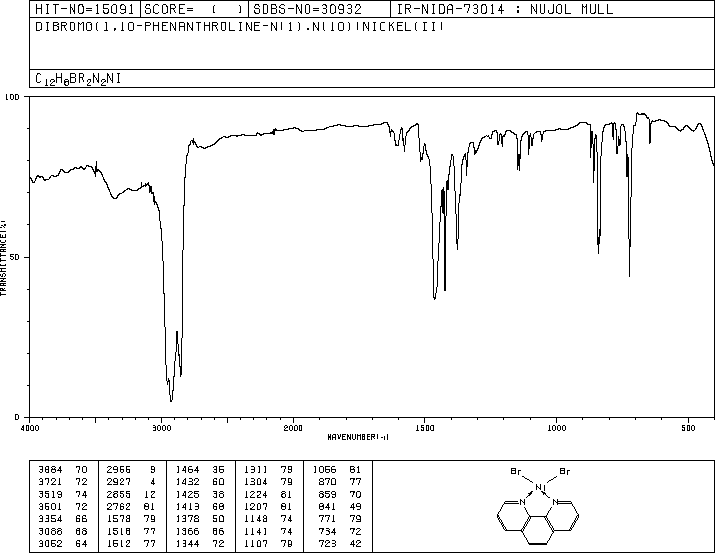 HIT-NO=15091 SCORE= ( ) SDBS-NO=30932 IR-NIDA-73014 : NUJOL MULL
DIBROMO(1,10-PHENANTHROLINE-N(1),N(10))NICKEL(II)
C12H8BR2N2NI
100
50
0
TRANSMITTANCE(%)
4000 3000 2000 1500 1000 500
WAVENUMBER(-1)
3884 70 2956 9 1464 35 1311 79 1056 81
3721 72 2927 4 1432 60 1304 79 870 77
3519 74 2855 12 1425 38 1224 81 859 70
3501 72 2762 81 1413 68 1207 81 841 49
3354 66 1578 79 1378 50 1148 74 771 79
3088 68 1518 77 1366 86 1141 74 734 72
3062 64 1512 77 1344 72 1107 79 723 42
Br Br
Ni
N N